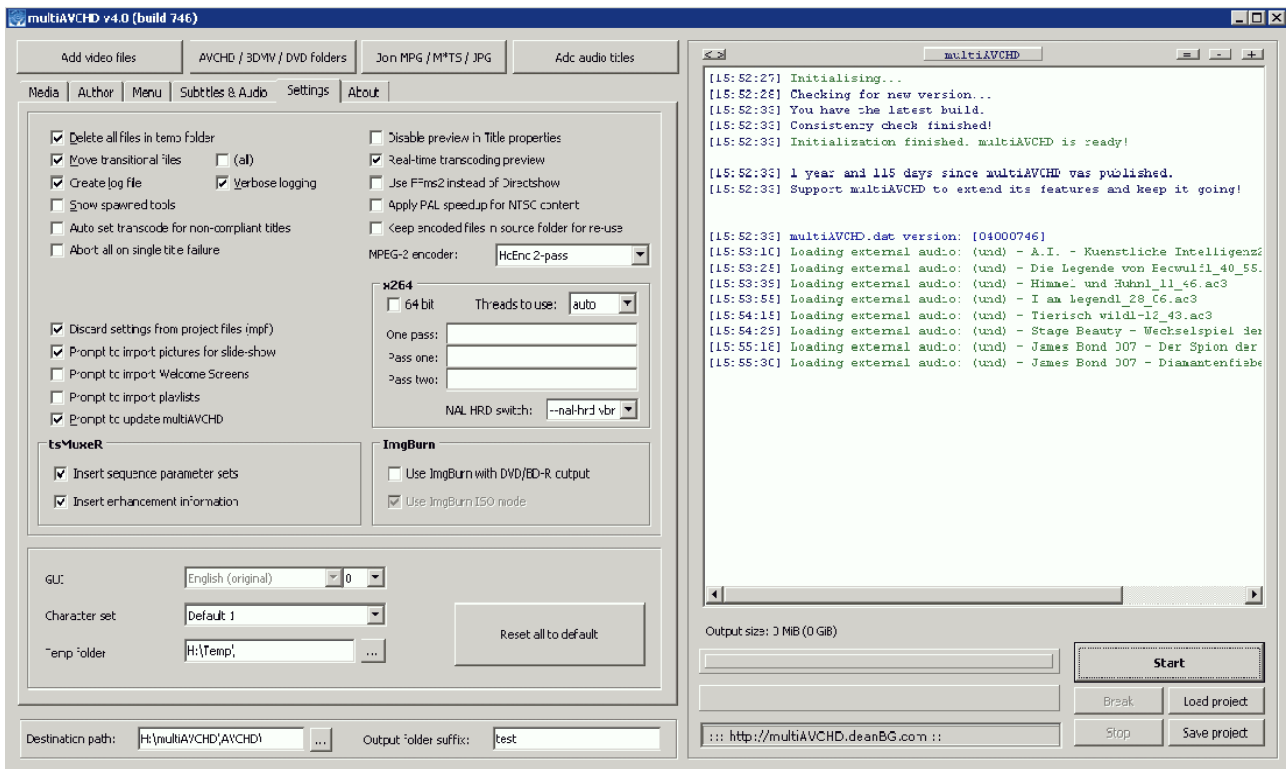 multiAVCHD v4.0 (build 746)
Add video files
AVCHD / BDMV / DVD folders
Join MPG / M*TS / JPG
Add audio titles
Media
Author
Menu
Subtitles & Audio
Settings
About
Delete all files in temp folder
Move transitional files
(all)
Create log file
Verbose logging
Show spawned tools
Auto set transcode for non-compliant titles
Abort all on single title failure
Discard settings from project files (mpf)
Prompt to import pictures for slide-show
Prompt to import Welcome Screens
Prompt to import playlists
Prompt to update multiAVCHD
Disable preview in Title properties
Real-time transcoding preview
Use FFms2 instead of Directshow
Apply PAL speedup for NTSC content
Keep encoded files in source folder for re-use
MPEG-2 encoder:
HcEnc 2-pass
x264
64 bit
Threads to use:
auto
One pass:
Pass one:
Pass two:
NAL HRD switch:
--nal-hrd vbr
tsMuxeR
Insert sequence parameter sets
Insert enhancement information
ImgBurn
Use ImgBurn with DVD/BD-R output
Use ImgBurn ISO mode
GUI
English (original)
0
Character set
Default 1
Temp folder
H:\Temp\
...
Reset all to default
Destination path:
H:\multiAVCHD\AVCHD\
...
Output folder suffix:
test
<>
multiAVCHD
=
-
+
[15:52:27] Initialising...
[15:52:28] Checking for new version...
[15:52:33] You have the latest build.
[15:52:33] Consistency check finished!
[15:52:33] Initialization finished. multiAVCHD is ready!
[15:52:33] 1 year and 115 days since multiAVCHD was published.
[15:52:33] Support multiAVCHD to extend its features and keep it going!
[15:52:33] multiAVCHD.dat version: [04000746]
[15:53:10] Loading external audio: (und) - A.I. - Kuenstliche Intelligenz
[15:53:25] Loading external audio: (und) - Die Legende von Beowulf1_40_55.
[15:53:39] Loading external audio: (und) - Himmel und Huhn1_11_46.ac3
[15:53:55] Loading external audio: (und) - I am Legend1_28_06.ac3
[15:54:15] Loading external audio: (und) - Tierisch wild1-12_43.ac3
[15:54:29] Loading external audio: (und) - Stage Beauty - Wechselspiel der
[15:55:18] Loading external audio: (und) - James Bond 007 - Der Spion der
[15:55:30] Loading external audio: (und) - James Bond 007 - Diamantenfiebe
Output size: 0 MiB (0 GiB)
Start
Break
Load project
::: http://multiAVCHD.deanBG.com ::
Stop
Save project